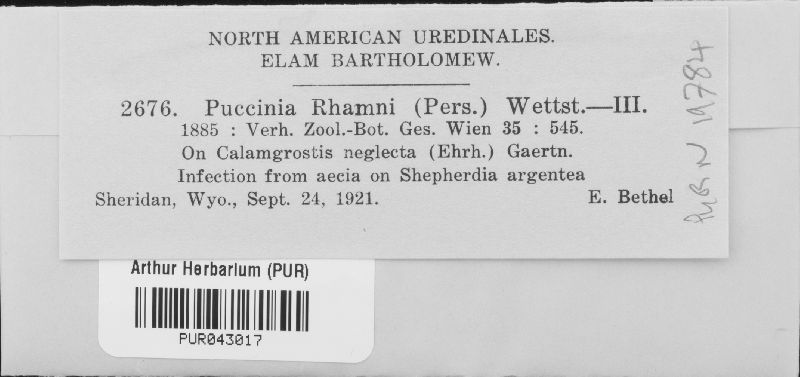 NORTH AMERICAN UREDINALES.
ELAM BARTHOLOMEW.
2676. Puccinia Rhamni (Pers.) Wettst.—III.
1885 : Verh. Zool.-Bot. Ges. Wien 35 : 545.
On Calamgrostis neglecta (Ehrh.) Gaertn.
Infection from aecia on Shepherdia argentea
Sheridan, Wyo., Sept. 24, 1921. E. Bethel
PUR N 19784
Arthur Herbarium (PUR)
PUR043017